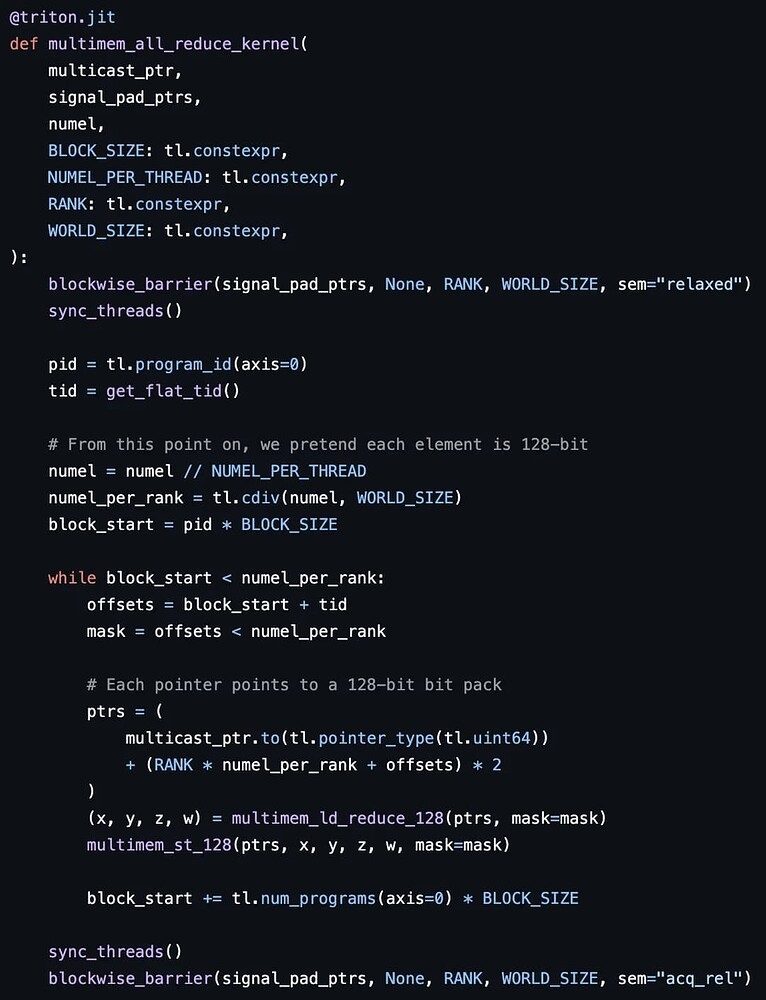 @triton.jit
def multimem_all_reduce_kernel(
    multicast_ptr,
    signal_pad_ptrs,
    numel,
    BLOCK_SIZE: tl.constexpr,
    NUMEL_PER_THREAD: tl.constexpr,
    RANK: tl.constexpr,
    WORLD_SIZE: tl.constexpr,
):
    blockwise_barrier(signal_pad_ptrs, None, RANK, WORLD_SIZE, sem="relaxed")
    sync_threads()

    pid = tl.program_id(axis=0)
    tid = get_flat_tid()

    # From this point on, we pretend each element is 128-bit
    numel = numel // NUMEL_PER_THREAD
    numel_per_rank = tl.cdiv(numel, WORLD_SIZE)
    block_start = pid * BLOCK_SIZE

    while block_start < numel_per_rank:
        offsets = block_start + tid
        mask = offsets < numel_per_rank

        # Each pointer points to a 128-bit bit pack
        ptrs = (
            multicast_ptr.to(tl.pointer_type(tl.uint64))
            + (RANK * numel_per_rank + offsets) * 2
        )
        (x, y, z, w) = multimem_ld_reduce_128(ptrs, mask=mask)
        multimem_st_128(ptrs, x, y, z, w, mask=mask)

        block_start += tl.num_programs(axis=0) * BLOCK_SIZE

    sync_threads()
    blockwise_barrier(signal_pad_ptrs, None, RANK, WORLD_SIZE, sem="acq_rel")